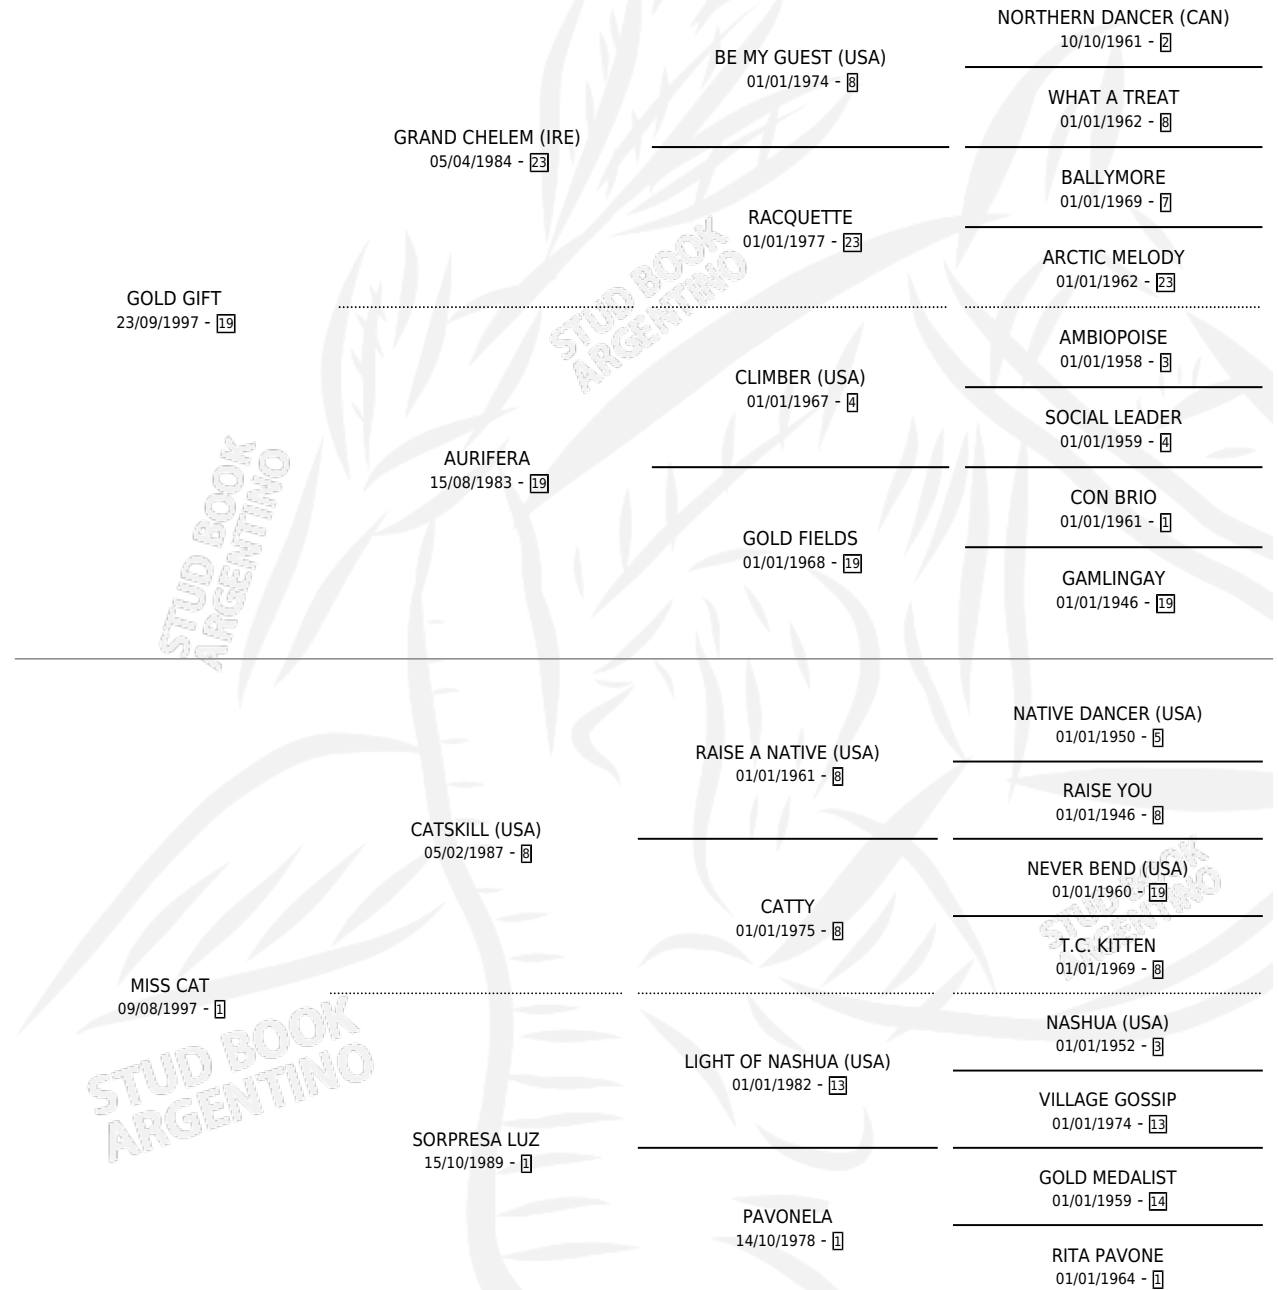 NORTHERN DANCER (CAN)
10/10/1961 - 2
BE MY GUEST (USA)
01/01/1974 - 8
WHAT A TREAT
01/01/1962 - 8
GRAND CHELEM (IRE)
05/04/1984 - 23
BALLYMORE
01/01/1969 - 7
RACQUETTE
01/01/1977 - 23
ARCTIC MELODY
01/01/1962 - 23
GOLD GIFT
23/09/1997 - 19
STUD BOOK
ARGENTINO
AMBIOPOISE
01/01/1958 - 3
CLIMBER (USA)
01/01/1967 - 4
SOCIAL LEADER
01/01/1959 - 4
AURIFERA
15/08/1983 - 19
CON BRIO
01/01/1961 - 1
GOLD FIELDS
01/01/1968 - 19
GAMLINGAY
01/01/1946 - 19
STUD BOOK
ARGENTINO
NATIVE DANCER (USA)
01/01/1950 - 5
RAISE A NATIVE (USA)
01/01/1961 - 8
RAISE YOU
01/01/1946 - 8
CATSKILL (USA)
05/02/1987 - 8
NEVER BEND (USA)
01/01/1960 - 19
CATTY
01/01/1975 - 8
STUD BOOK
ARGENTINO
T.C. KITTEN
01/01/1969 - 8
MISS CAT
09/08/1997 - 1
NASHUA (USA)
01/01/1952 - 3
LIGHT OF NASHUA (USA)
01/01/1982 - 13
STUD BOOK
ARGENTINO
VILLAGE GOSSIP
01/01/1974 - 13
SORPRESA LUZ
15/10/1989 - 1
GOLD MEDALIST
01/01/1959 - 14
PAVONELA
14/10/1978 - 1
RITA PAVONE
01/01/1964 - 1